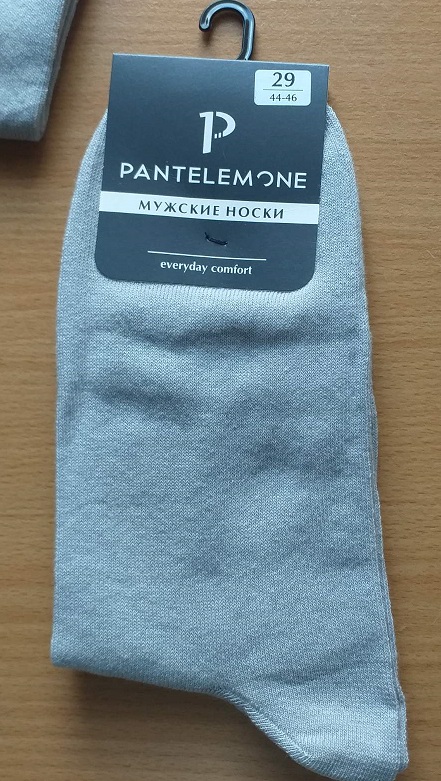 29
44-46
PANTELEMONE
МУЖСКИЕ НОСКИ
everyday comfort